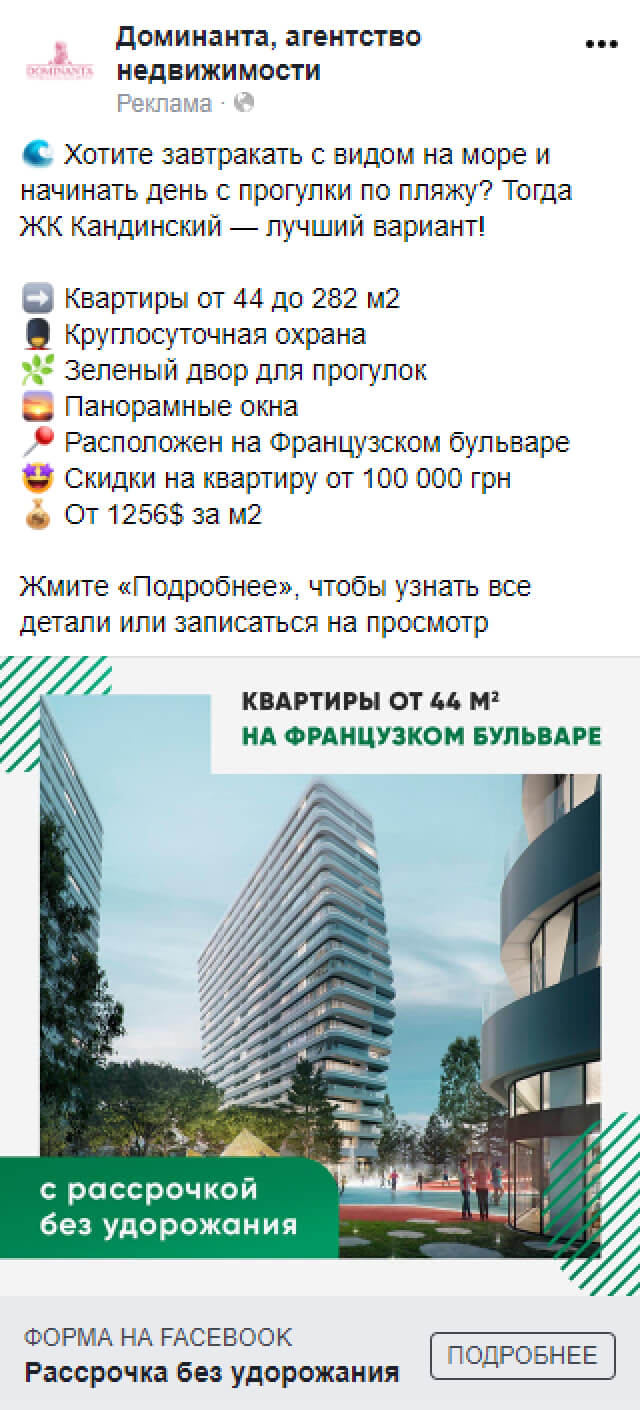 Доминанта, агентство
недвижимости
DOMINANTA
Реклама ·
🌊 Хотите завтракать с видом на море и
начинать день с прогулки по пляжу? Тогда
ЖК Кандинский — лучший вариант!
➡️ Квартиры от 44 до 282 м2
💂 Круглосуточная охрана
🌿 Зеленый двор для прогулок
🌅 Панорамные окна
📍 Расположен на Французском бульваре
🤩 Скидки на квартиру от 100 000 грн
💰 От 1256$ за м2
Жмите «Подробнее», чтобы узнать все
детали или записаться на просмотр
КВАРТИРЫ ОТ 44 М²
НА ФРАНЦУЗКОМ БУЛЬВАРЕ
с рассрочкой
без удорожания
ФОРМА НА FACEBOOK
Рассрочка без удорожания
ПОДРОБНЕЕ